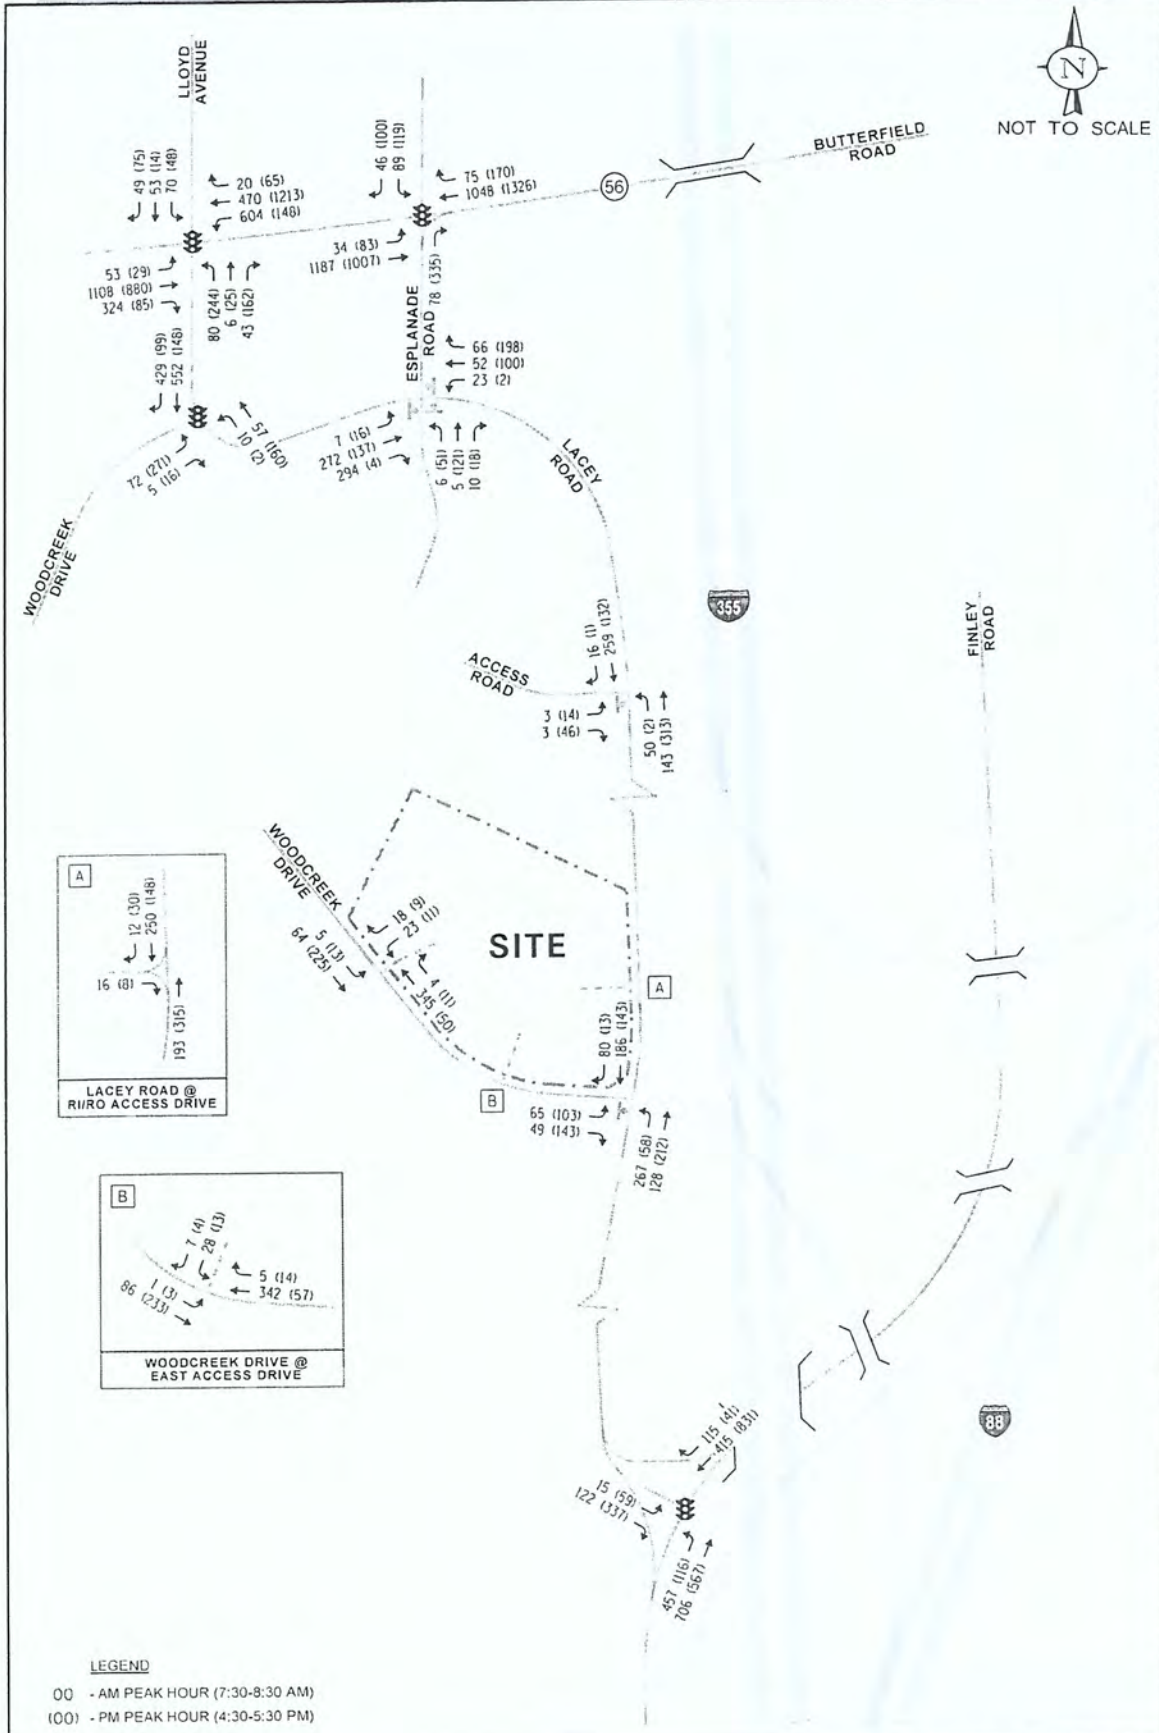 LLOYD
AVENUE
N
NOT TO SCALE
BUTTERFIELD
ROAD
56
49 (75)
53 (14)
70 (48)
20 (65)
470 (1213)
604 (148)
46 (100)
89 (119)
75 (170)
1048 (1326)
53 (29)
1108 (880)
324 (85)
80 (244)
6 (25)
43 (162)
34 (83)
1187 (1007)
78 (335)
ESPLANADE
ROAD
429 (99)
552 (148)
57 (160)
10 (2)
72 (271)
5 (16)
66 (198)
52 (100)
23 (2)
7 (16)
272 (137)
294 (4)
6 (51)
5 (121)
10 (18)
LACEY
ROAD
WOODCREEK
DRIVE
355
FINLEY
ROAD
ACCESS
ROAD
16 (1)
259 (132)
3 (14)
3 (46)
50 (2)
143 (313)
WOODCREEK
DRIVE
18 (9)
23 (11)
5 (13)
64 (225)
4 (11)
345 (50)
SITE
A
80 (13)
186 (143)
B
65 (103)
49 (143)
267 (58)
128 (212)
A
12 (30)
250 (148)
16 (8)
193 (315)
LACEY ROAD @
RI/RO ACCESS DRIVE
B
7 (4)
28 (13)
1 (3)
86 (233)
5 (14)
342 (57)
WOODCREEK DRIVE @
EAST ACCESS DRIVE
88
115 (41)
415 (831)
15 (59)
122 (337)
457 (116)
706 (567)
LEGEND
00 - AM PEAK HOUR (7:30-8:30 AM)
(00) - PM PEAK HOUR (4:30-5:30 PM)